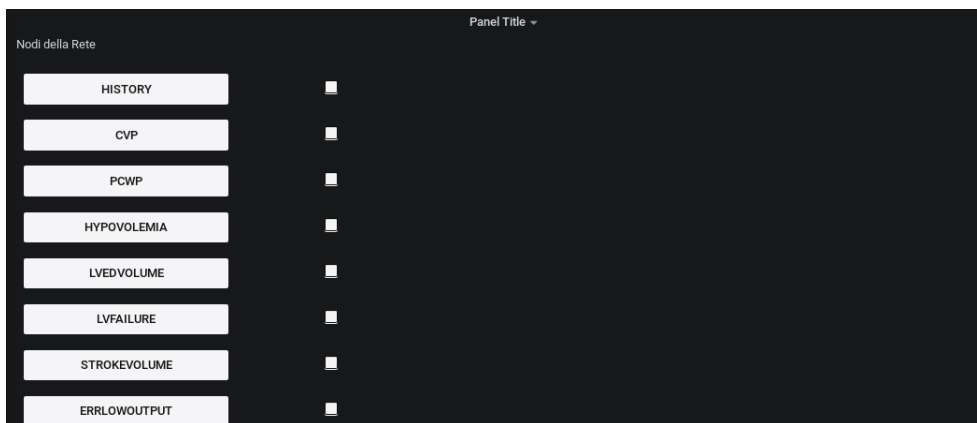 Panel Title
Nodi della Rete
HISTORY
CVP
PCWP
HYPOVOLEMIA
LVEDVOLUME
LVFAILURE
STROKEVOLUME
ERRLOWOUTPUT